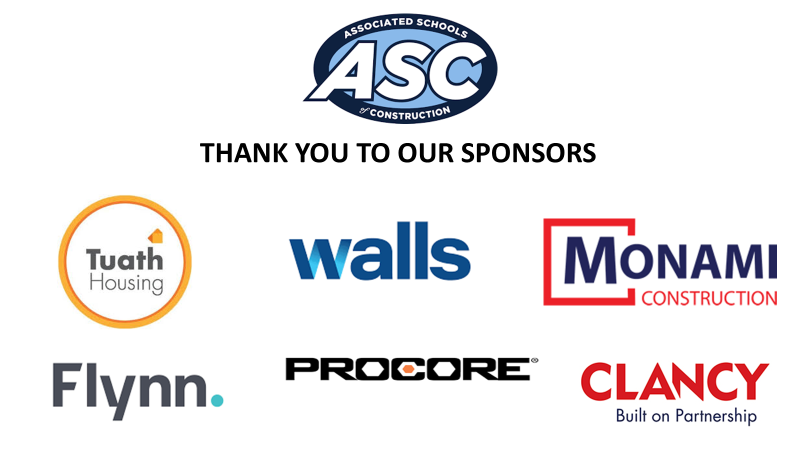 ASSOCIATED SCHOOLS
ASC
of CONSTRUCTION
THANK YOU TO OUR SPONSORS
Tuath
Housing
walls
MONAMI
CONSTRUCTION
Flynn.
PROCORE®
CLANCY
Built on Partnership